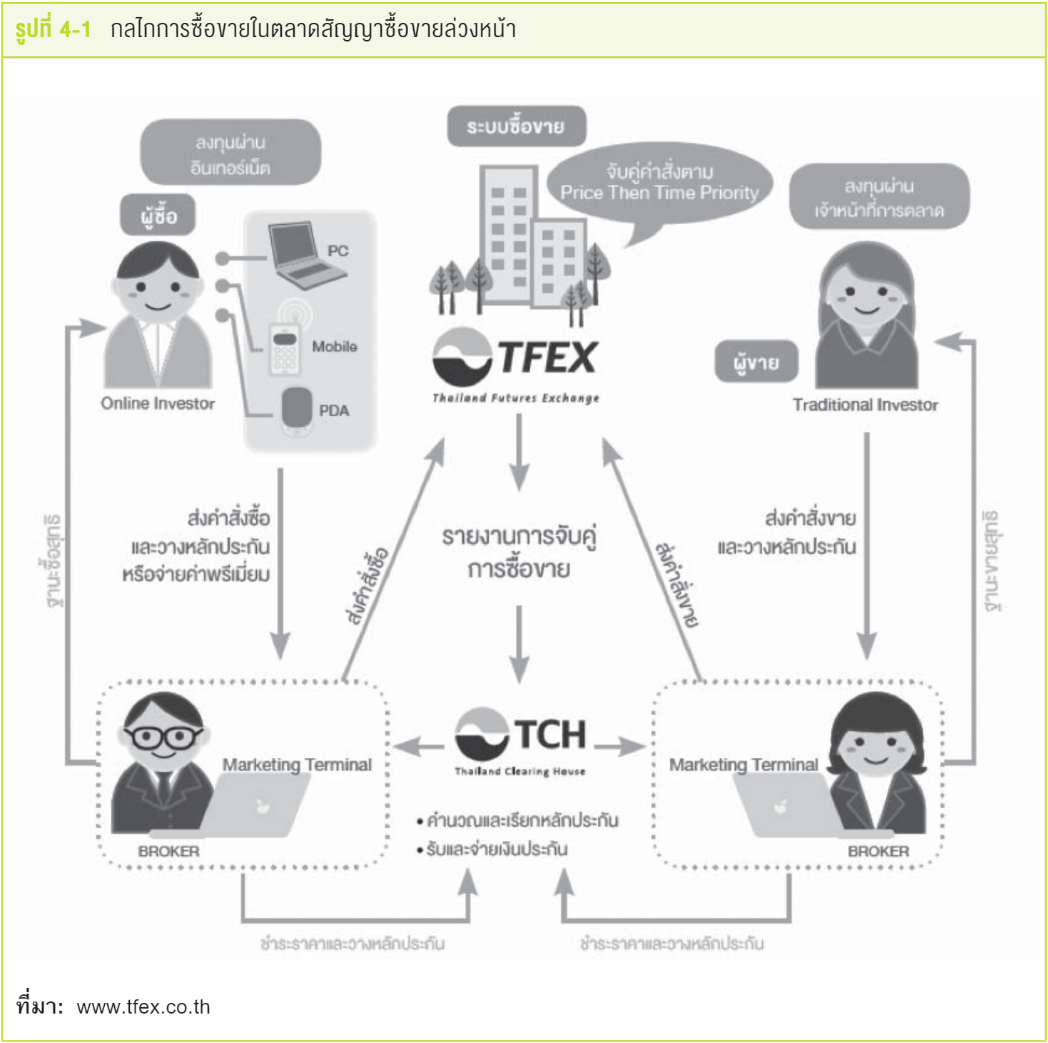 รูปที่ 4-1 กลไกการซื้อขายในตลาดสัญญาซื้อขายล่วงหน้า
ลงทุนผ่าน
อินเทอร์เน็ต
ผู้ซื้อ
PC
Mobile
PDA
Online Investor
ระบบซื้อขาย
จับคู่คำสั่งตาม
Price Then Time Priority
TFEX
Thailand Futures Exchange
ลงทุนผ่าน
เจ้าหน้าที่การตลาด
ผู้ขาย
Traditional Investor
ฐานะซื้อสุทธิ
ส่งคำสั่งซื้อ
และวางหลักประกัน
หรือจ่ายค่าพรีเมี่ยม
ส่งคำสั่งซื้อ
รายงานการจับคู่
การซื้อขาย
ส่งคำสั่งขาย
ส่งคำสั่งขาย
และวางหลักประกัน
ฐานะขายสุทธิ
Marketing Terminal
BROKER
TCH
Thailand Clearing House
• คำนวณและเรียกหลักประกัน
• รับและจ่ายเงินประกัน
Marketing Terminal
BROKER
ชำระราคาและวางหลักประกัน
ชำระราคาและวางหลักประกัน
ที่มา: www.tfex.co.th